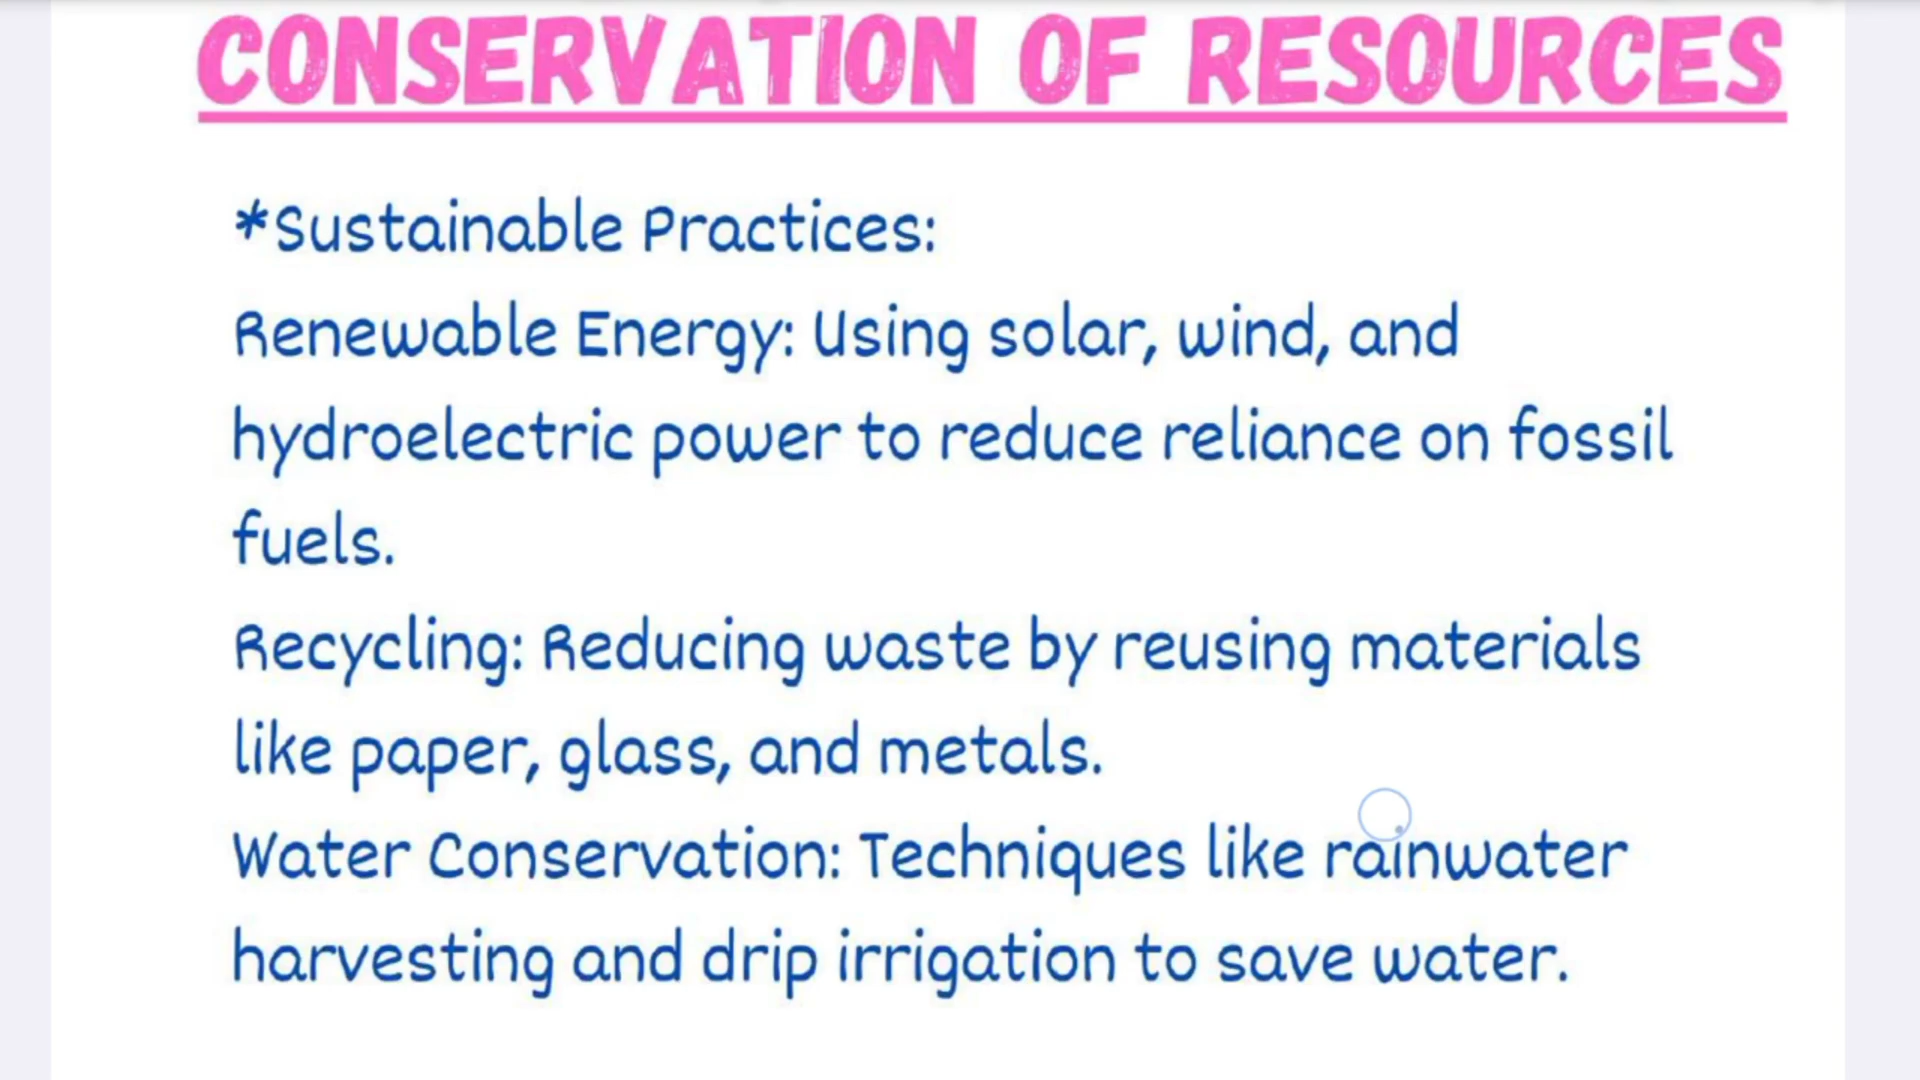 CONSERVATION OF RESOURCES
*Sustainable Practices:
Renewable Energy: Using solar, wind, and
hydroelectric power to reduce reliance on fossil
fuels.
Recycling: Reducing waste by reusing materials
like paper, glass, and metals.
Water Conservation: Techniques like rainwater
harvesting and drip irrigation to save water.